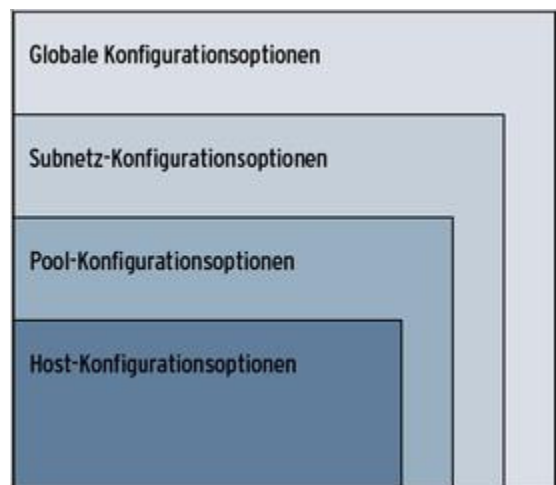 Globale Konfigurationsoptionen
Subnetz-Konfigurationsoptionen
Pool-Konfigurationsoptionen
Host-Konfigurationsoptionen